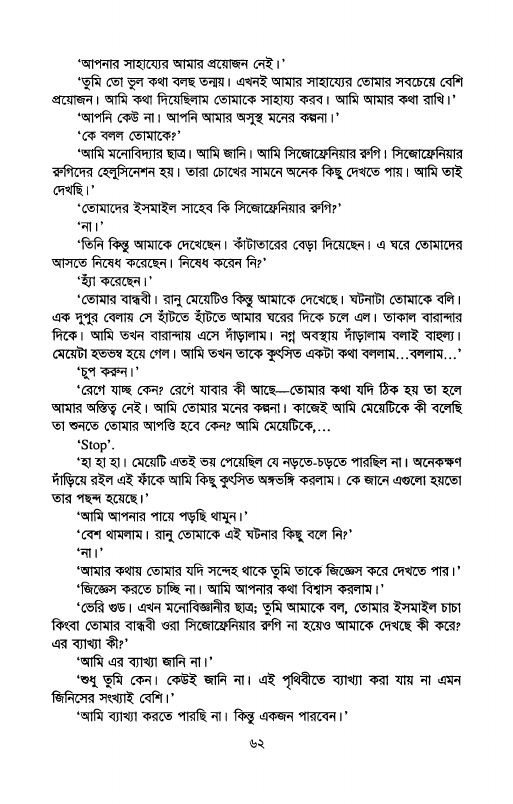 ‘আপনার সাহায্যের আমার প্রয়োজন নেই।’
‘তুমি তো ভুল কথা বলছ তন্ময়। এখনই আমার সাহায্যের তোমার সবচেয়ে বেশি
প্রয়োজন। আমি কথা দিয়েছিলাম তোমাকে সাহায্য করব। আমি আমার কথা রাখি।’
‘আপনি কেউ না। আপনি আমার অসুস্থ মনের কল্পনা।’
‘কে বলল তোমাকে?’
‘আমি মনোবিদ্যার ছাত্র। আমি জানি। আমি সিজোফ্রেনিয়ার রুগি। সিজোফ্রেনিয়ার
রুগিদের হেলুসিনেশন হয়। তারা চোখের সামনে অনেক কিছু দেখতে পায়। আমি তাই
দেখছি।’
‘তোমাদের ইসমাইল সাহেব কি সিজোফ্রেনিয়ার রুগি?’
‘না।’
‘তিনি কিন্তু আমাকে দেখেছেন। কাঁটাতারের বেড়া দিয়েছেন। এ ঘরে তোমাদের
আসতে নিষেধ করেছেন। নিষেধ করেন নি?’
‘হ্যাঁ করেছেন।’
‘তোমার বান্ধবী। রানু মেয়েটিও কিন্তু আমাকে দেখেছে। ঘটনাটা তোমাকে বলি।
এক দুপুর বেলায় সে হাঁটতে হাঁটতে আমার ঘরের দিকে চলে এল। তাকাল বারান্দার
দিকে। আমি তখন বারান্দায় এসে দাঁড়ালাম। নগ্ন অবস্থায় দাঁড়ালাম বলাই বাহুল্য।
মেয়েটা হতভম্ব হয়ে গেল। আমি তখন তাকে কুৎসিত একটা কথা বললাম...বললাম...’
‘চুপ করুন।’
‘রেগে যাচ্ছ কেন? রেগে যাবার কী আছে—তোমার কথা যদি ঠিক হয় তা হলে
আমার অস্তিত্ব নেই। আমি তোমার মনের কল্পনা। কাজেই আমি মেয়েটিকে কী বলেছি
তা শুনতে তোমার আপত্তি হবে কেন? আমি মেয়েটিকে,...
‘Stop’.
‘হা হা হা। মেয়েটি এতই ভয় পেয়েছিল যে নড়তে-চড়তে পারছিল না। অনেকক্ষণ
দাঁড়িয়ে রইল এই ফাঁকে আমি কিছু কুৎসিত অঙ্গভঙ্গি করলাম। কে জানে এগুলো হয়তো
তার পছন্দ হয়েছে।’
‘আমি আপনার পায়ে পড়ছি থামুন।’
‘বেশ থামলাম। রানু তোমাকে এই ঘটনার কিছু বলে নি?’
‘না।’
‘আমার কথায় তোমার যদি সন্দেহ থাকে তুমি তাকে জিজ্ঞেস করে দেখতে পার।’
‘জিজ্ঞেস করতে চাচ্ছি না। আমি আপনার কথা বিশ্বাস করলাম।’
‘ভেরি গুড। এখন মনোবিজ্ঞানীর ছাত্র; তুমি আমাকে বল, তোমার ইসমাইল চাচা
কিংবা তোমার বান্ধবী ওরা সিজোফ্রেনিয়ার রুগি না হয়েও আমাকে দেখছে কী করে?
এর ব্যাখ্যা কী?’
‘আমি এর ব্যাখ্যা জানি না।’
‘শুধু তুমি কেন। কেউই জানি না। এই পৃথিবীতে ব্যাখ্যা করা যায় না এমন
জিনিসের সংখ্যাই বেশি।’
‘আমি ব্যাখ্যা করতে পারছি না। কিন্তু একজন পারবেন।’
৬২